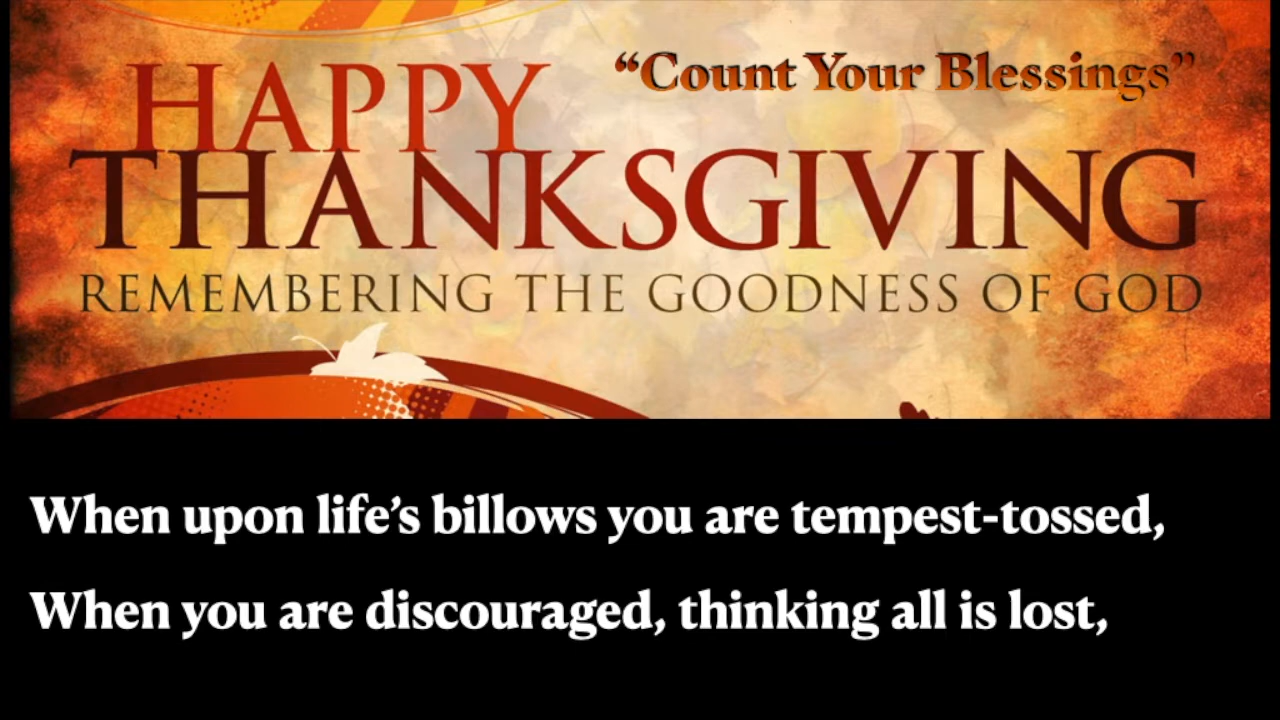 HAPPY
“Count Your Blessings”
THANKSGIVING
REMEMBERING THE GOODNESS OF GOD
When upon life’s billows you are tempest-tossed,
When you are discouraged, thinking all is lost,